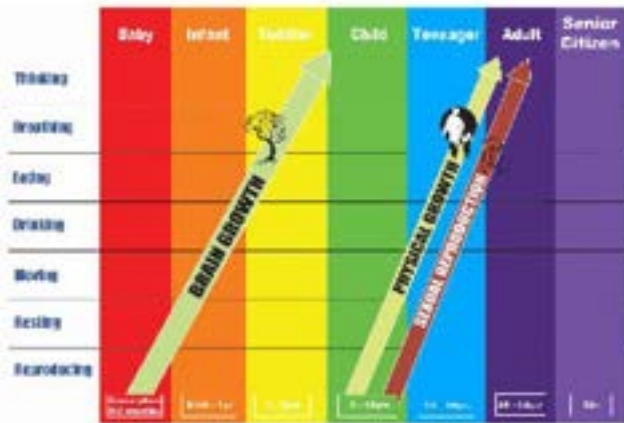 Baby Infant Toddler Child Teenager Adult Senior
Citizen
Thinking
Breathing
Eating
Drinking
Moving
Resting
Reproducing
BRAIN GROWTH
PHYSICAL GROWTH
SEXUAL REPRODUCTION